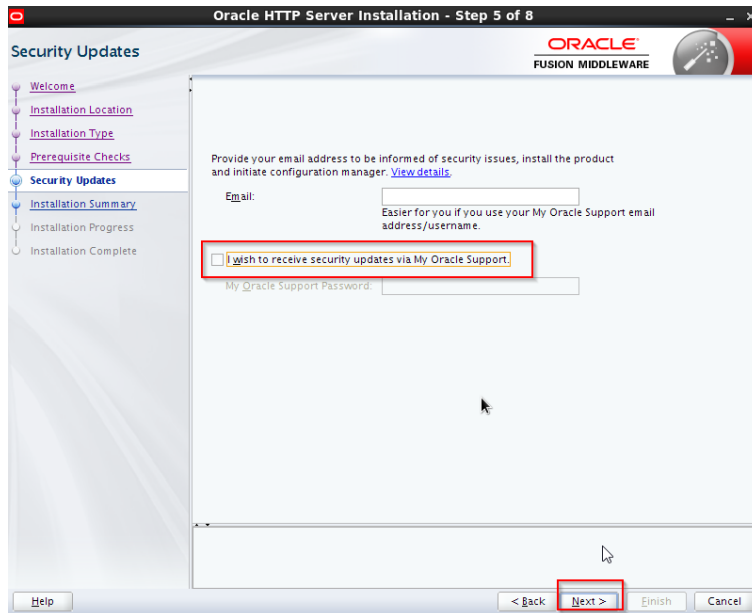 Oracle HTTP Server Installation - Step 5 of 8
Security Updates
ORACLE
FUSION MIDDLEWARE
Welcome
Installation Location
Installation Type
Prerequisite Checks
Security Updates
Installation Summary
Installation Progress
Installation Complete
Provide your email address to be informed of security issues, install the product
and initiate configuration manager. View details.
Email:
Easier for you if you use your My Oracle Support email
address/username.
I wish to receive security updates via My Oracle Support.
My Oracle Support Password:
Help
< Back
Next >
Finish
Cancel